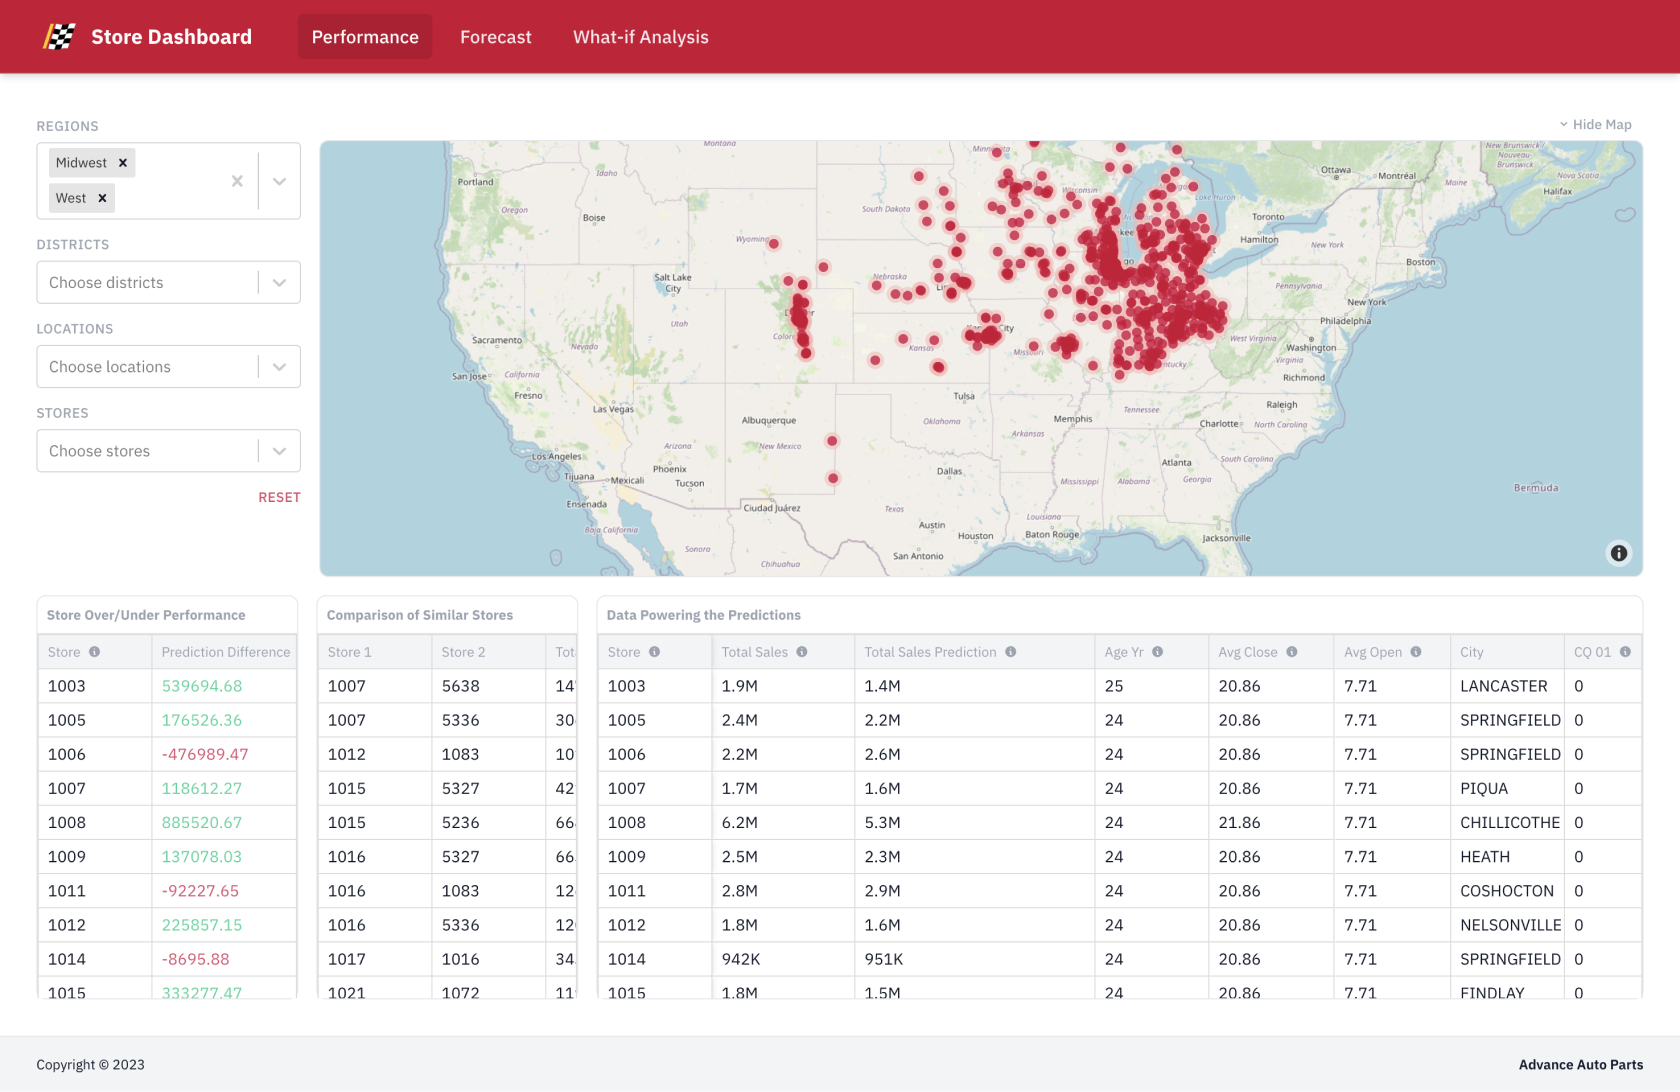 Store Dashboard
Performance
Forecast
What-if Analysis
REGIONS
Midwest
West
DISTRICTS
Choose districts
LOCATIONS
Choose locations
STORES
Choose stores
RESET
Hide Map
Montana
Portland
Idaho
Oregon
Boise
Wyoming
Salt Lake City
Sacramento
Utah
Nevada
San Jose
California
Fresno
Las Vegas
Los Angeles
Tijuana
Mexicali
Ensenada
Baja California
Arizona
Phoenix
Tucson
Sonora
Albuquerque
New Mexico
Ciudad Juárez
Chihuahua
South Dakota
Nebraska
Kansas
Wisconsin
Tulsa
Oklahoma
Arkansas
Dallas
Texas
Austin
Houston
San Antonio
Louisiana
Baton Rouge
Memphis
Mississippi
Alabama
Tennessee
Atlanta
Georgia
Jacksonville
Charlotte
North Carolina
South Carolina
Raleigh
Richmond
Virginia
West Virginia
Washington
Philadelphia
Pennsylvania
New York
New York
Boston
Toronto
Hamilton
Lake Huron
Ottawa
Montréal
Maine
New Brunswick /
Nouveau-
Brunswick
Nova Scotia
Halifax
Bermuda
Store Over/Under Performance
Store Prediction Difference
1003 539694.68
1005 176526.36
1006 -476989.47
1007 118612.27
1008 885520.67
1009 137078.03
1011 -92227.65
1012 225857.15
1014 -8695.88
1015 333277.47
Comparison of Similar Stores
Store 1 Store 2
1007 5638
1007 5336
1012 1083
1015 5327
1015 5236
1016 5327
1016 1083
1016 5336
1017 1016
1021 1072
Data Powering the Predictions
Store Total Sales Total Sales Prediction Age Yr Avg Close Avg Open City CQ 01
1003 1.9M 1.4M 25 20.86 7.71 LANCASTER 0
1005 2.4M 2.2M 24 20.86 7.71 SPRINGFIELD 0
1006 2.2M 2.6M 24 20.86 7.71 SPRINGFIELD 0
1007 1.7M 1.6M 24 20.86 7.71 PIQUA 0
1008 6.2M 5.3M 24 21.86 7.71 CHILLICOTHE 0
1009 2.5M 2.3M 24 20.86 7.71 HEATH 0
1011 2.8M 2.9M 24 20.86 7.71 COSHOCTON 0
1012 1.8M 1.6M 24 20.86 7.71 NELSONVILLE 0
1014 942K 951K 24 20.86 7.71 SPRINGFIELD 0
1015 1.8M 1.5M 24 20.86 7.71 FINDLAY 0
Copyright © 2023
Advance Auto Parts